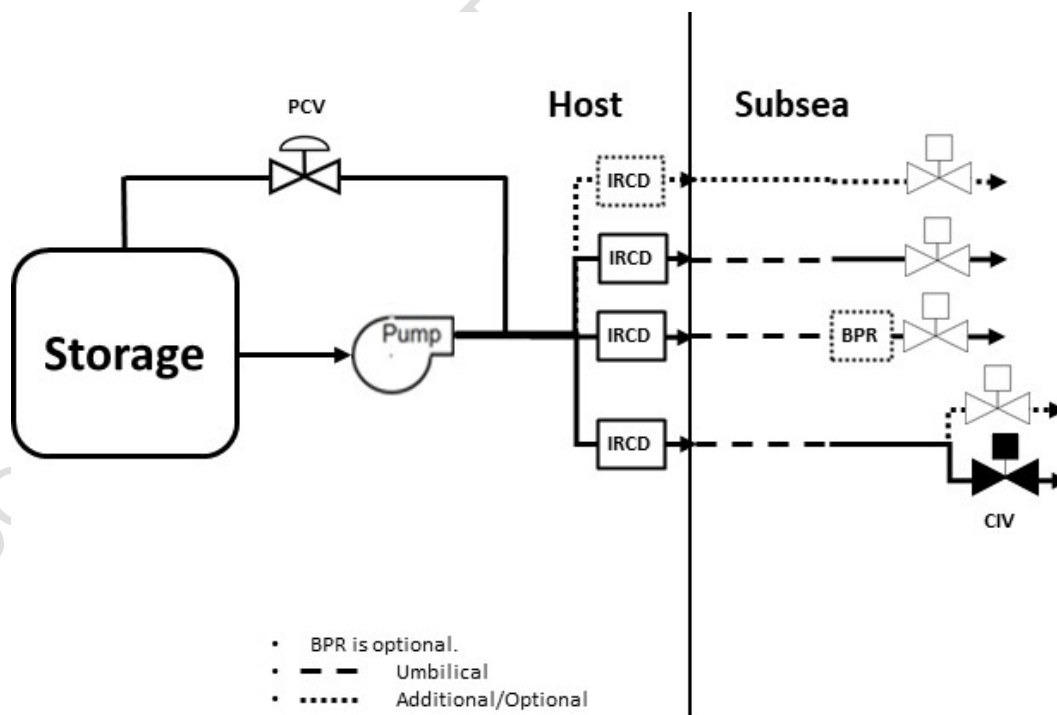 Host
Subsea
PCV
IRCD
IRCD
Storage
Pump
IRCD
BPR
IRCD
CIV
• BPR is optional.
• Umbilical
• Additional/Optional